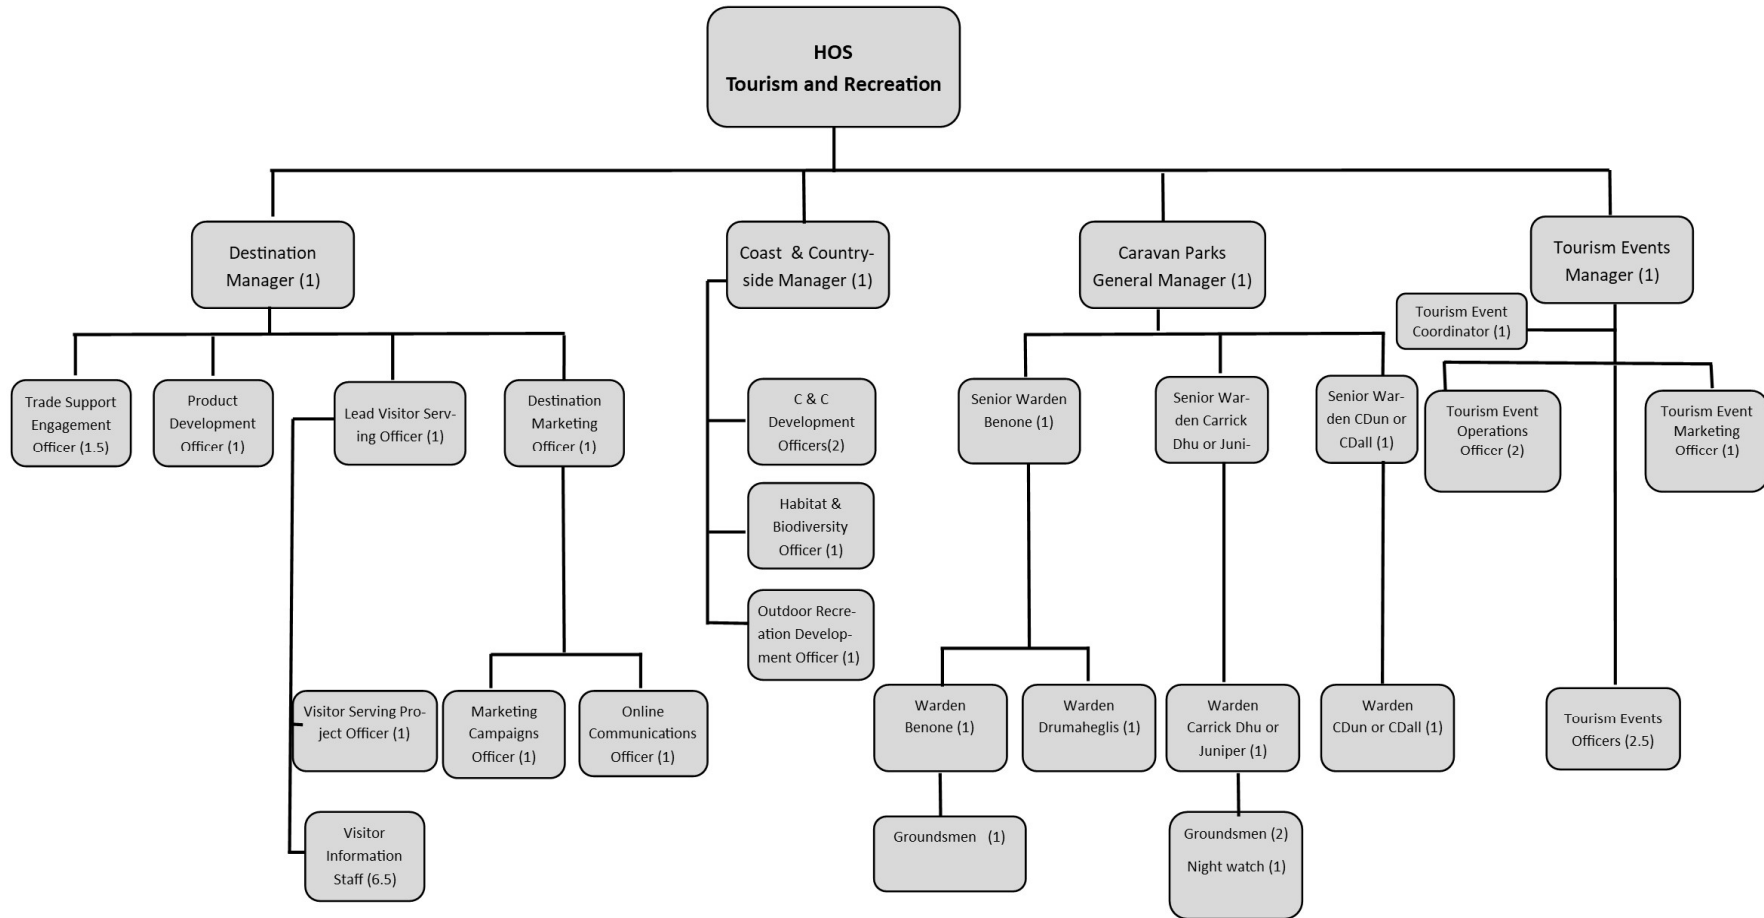 HOS
Tourism and Recreation
Destination
Manager (1)
Coast & Country-
side Manager (1)
Caravan Parks
General Manager (1)
Tourism Events
Manager (1)
Tourism Event
Coordinator (1)
Trade Support
Engagement
Officer (1.5)
Product
Development
Officer (1)
Lead Visitor Serv-
ing Officer (1)
Destination
Marketing
Officer (1)
C & C
Development
Officers(2)
Senior Warden
Benone (1)
Senior War-
den Carrick
Dhu or Juni-
Senior War-
den CDun or
CDall (1)
Tourism Event
Operations
Officer (2)
Tourism Event
Marketing
Officer (1)
Habitat &
Biodiversity
Officer (1)
Outdoor Recre-
ation Develop-
ment Officer (1)
Visitor Serving Pro-
ject Officer (1)
Marketing
Campaigns
Officer (1)
Online
Communications
Officer (1)
Warden
Benone (1)
Warden
Drumaheglis (1)
Warden
Carrick Dhu or
Juniper (1)
Warden
CDun or CDall (1)
Tourism Events
Officers (2.5)
Visitor
Information
Staff (6.5)
Groundsmen (1)
Groundsmen (2)
Night watch (1)